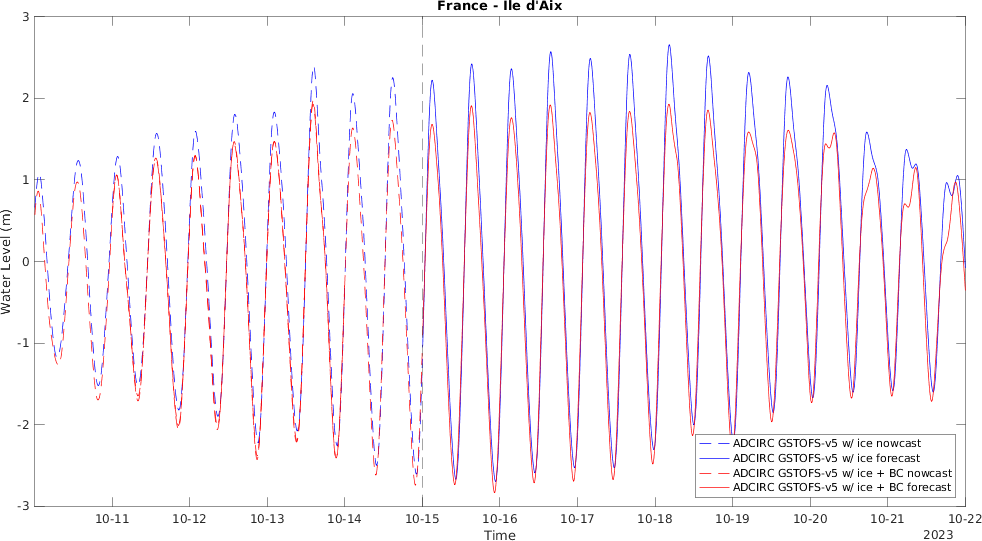 France - Ile d'Aix
3
2
1
0
-1
-2
-3
Water Level (m)
ADCIRC GSTOFS-v5 w/ ice nowcast
ADCIRC GSTOFS-v5 w/ ice forecast
ADCIRC GSTOFS-v5 w/ ice + BC nowcast
ADCIRC GSTOFS-v5 w/ ice + BC forecast
10-11 10-12 10-13 10-14 10-15 10-16 10-17 10-18 10-19 10-20 10-21 10-22
Time
2023